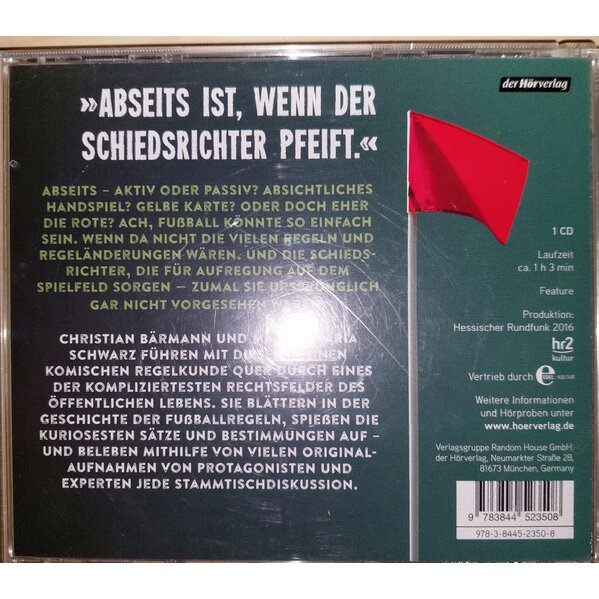 der Hörverlag
»ABSEITS IST, WENN DER
SCHIEDSRICHTER PFEIFT.«
ABSEITS – AKTIV ODER PASSIV? ABSICHTLICHES
HANDSPIEL? GELBE KARTE? ODER DOCH EHER
DIE ROTE? ACH, FUẞBALL KÖNNTE SO EINFACH
SEIN. WENN DA NICHT DIE VIELEN REGELN UND
REGELÄNDERUNGEN WÄREN. UND DIE SCHIEDS-
RICHTER, DIE FÜR AUFREGUNG AUF DEM
SPIELFELD SORGEN – ZUMAL SIE URSPRÜNGLICH
GAR NICHT VORGESEHEN
CHRISTIAN BÄRMANN UND
SCHWARZ FÜHREN MIT
KOMISCHEN REGELKUNDE QUER DURCH EINES
DER KOMPLIZIERTESTEN RECHTSFELDER DES
ÖFFENTLICHEN LEBENS. SIE BLÄTTERN IN DER
GESCHICHTE DER FUẞBALLREGELN, SPIEẞEN DIE
KURIOSESTEN SÄTZE UND BESTIMMUNGEN AUF –
UND BELEBEN MITHILFE VON VIELEN ORIGINAL-
AUFNAHMEN VON PROTAGONISTEN UND
EXPERTEN JEDE STAMMTISCHDISKUSSION.
1 CD
Laufzeit
ca. 1 h 3 min
Feature
Produktion:
Hessischer Rundfunk 2016
hr2
kultur
Vertrieb durch e EDEL:KULTUR
Weitere Informationen
und Hörproben unter
www.hoerverlag.de
Verlagsgruppe Random House GmbH,
der Hörverlag, Neumarkter Straße 28,
81673 München, Germany
9 783844 523508
978-3-8445-2350-8